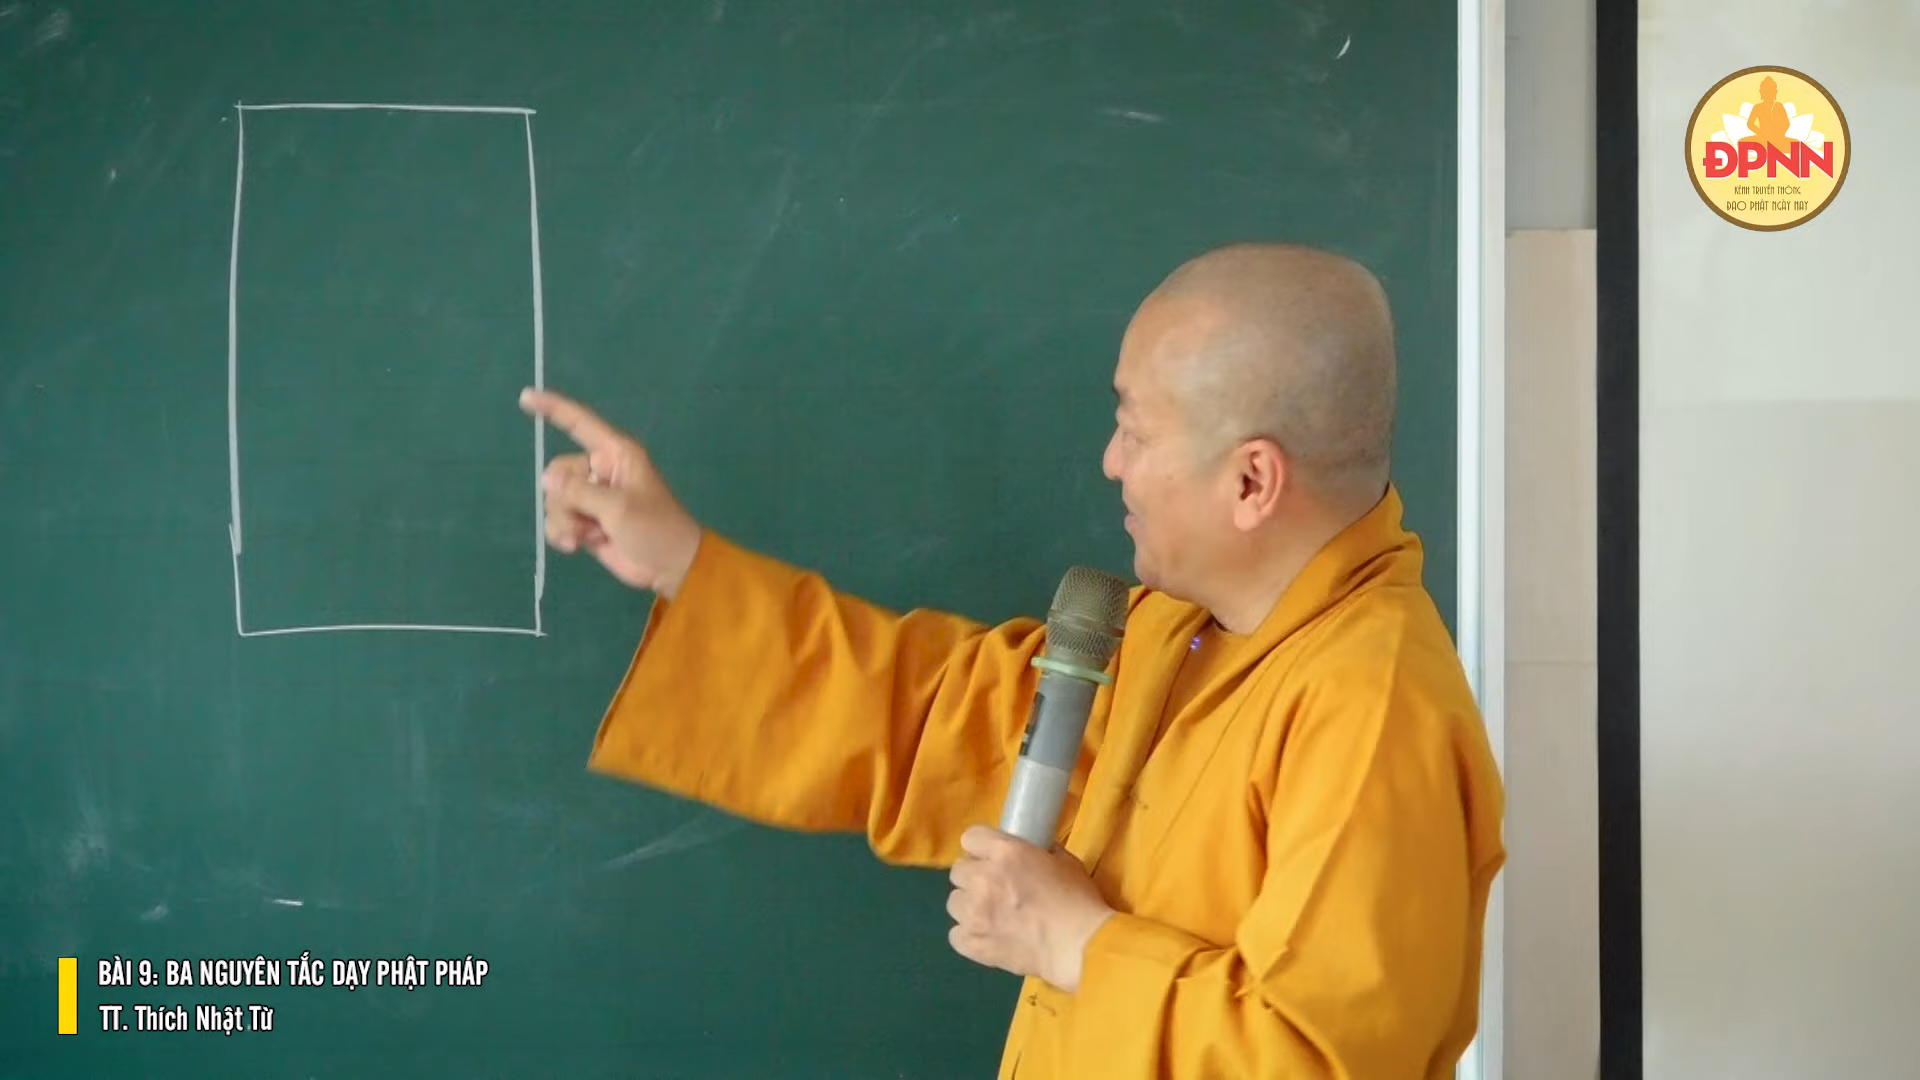 ĐPNN
KÊNH TRUYỀN THÔNG
ĐẠO PHẬT NGÀY NAY
BÀI 9: BA NGUYÊN TẮC DẠY PHẬT PHÁP
TT. Thích Nhật Từ